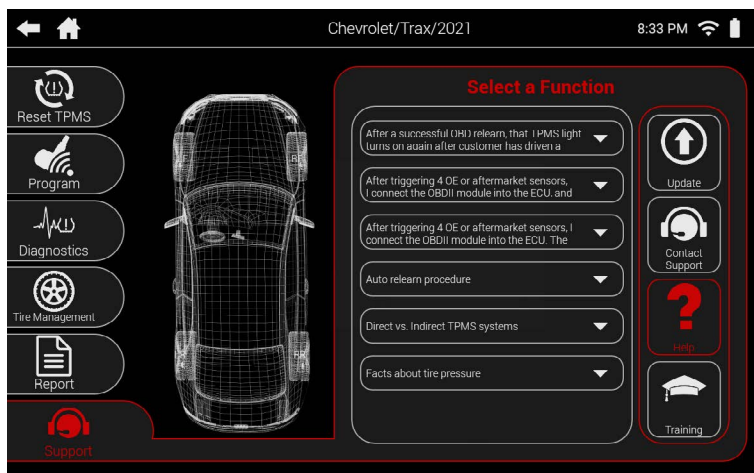 Chevrolet/Trax/2021
8:33 PM
Reset TPMS
Program
Diagnostics
Tire Management
Report
Support
Select a Function
After a successful OBD relearn, that TPMS light
turns on again after customer has driven a
After triggering 4 OE or aftermarket sensors,
I connect the OBDII module into the ECU. and
After triggering 4 OE or aftermarket sensors, I
connect the OBDII module into the ECU. The
Auto relearn procedure
Direct vs. Indirect TPMS systems
Facts about tire pressure
Update
Contact
Support
Help
Training
RF
RR